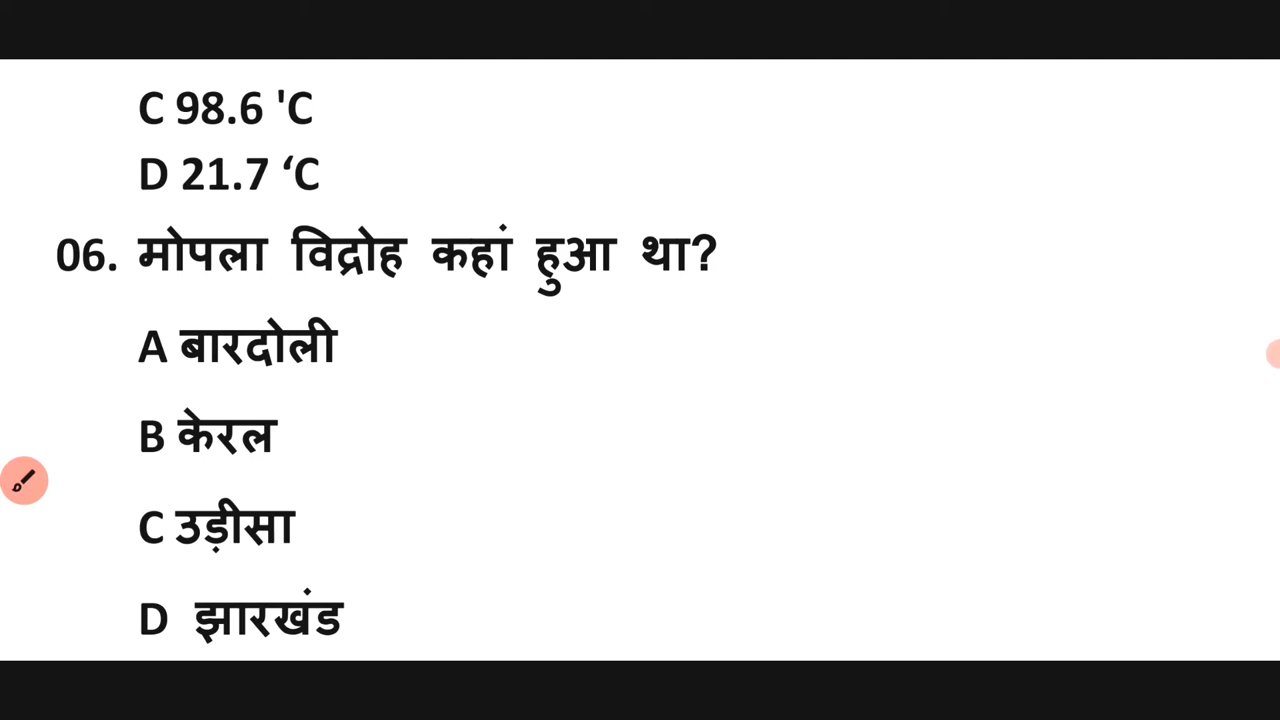 C 98.6 'C
D 21.7 ‘C
06. मोपला विद्रोह कहां हुआ था?
A बारदोली
B केरल
C उड़ीसा
D झारखंड